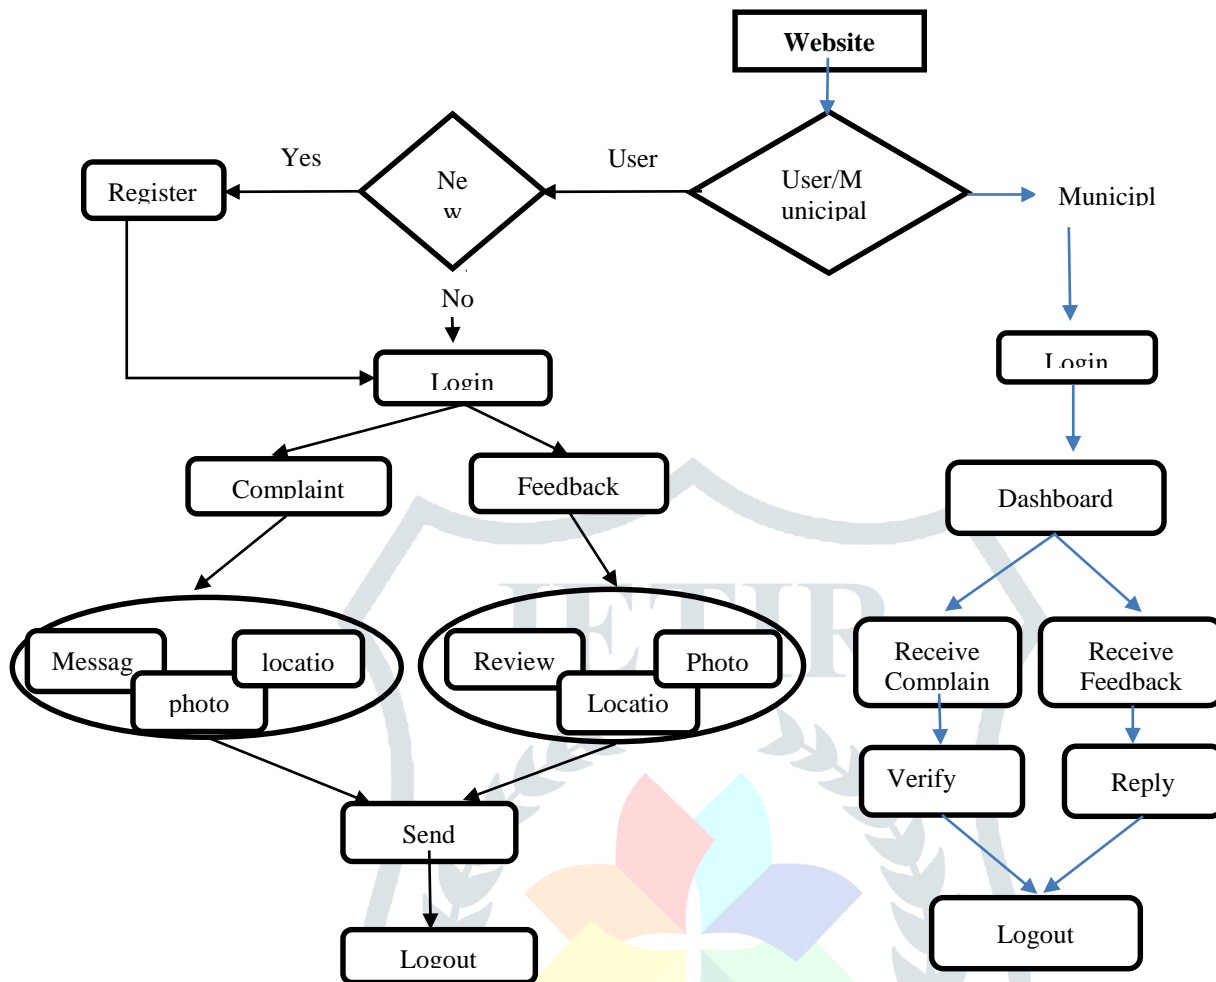 Website
Yes
User
Register
Ne
w
User/M
unicipal
Municipl
No
Login
Login
Complaint
Feedback
Dashboard
JETIR
Messag
locatio
photo
Review
Photo
Locatio
Receive
Complain
Receive
Feedback
Verify
Reply
Send
Logout
Logout